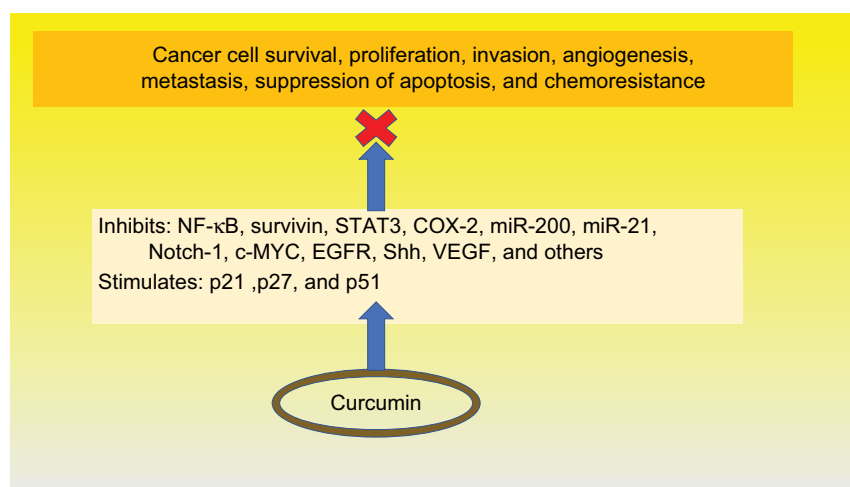 Cancer cell survival, proliferation, invasion, angiogenesis,
metastasis, suppression of apoptosis, and chemoresistance
Inhibits: NF-κB, survivin, STAT3, COX-2, miR-200, miR-21,
Notch-1, c-MYC, EGFR, Shh, VEGF, and others
Stimulates: p21 ,p27, and p51
Curcumin